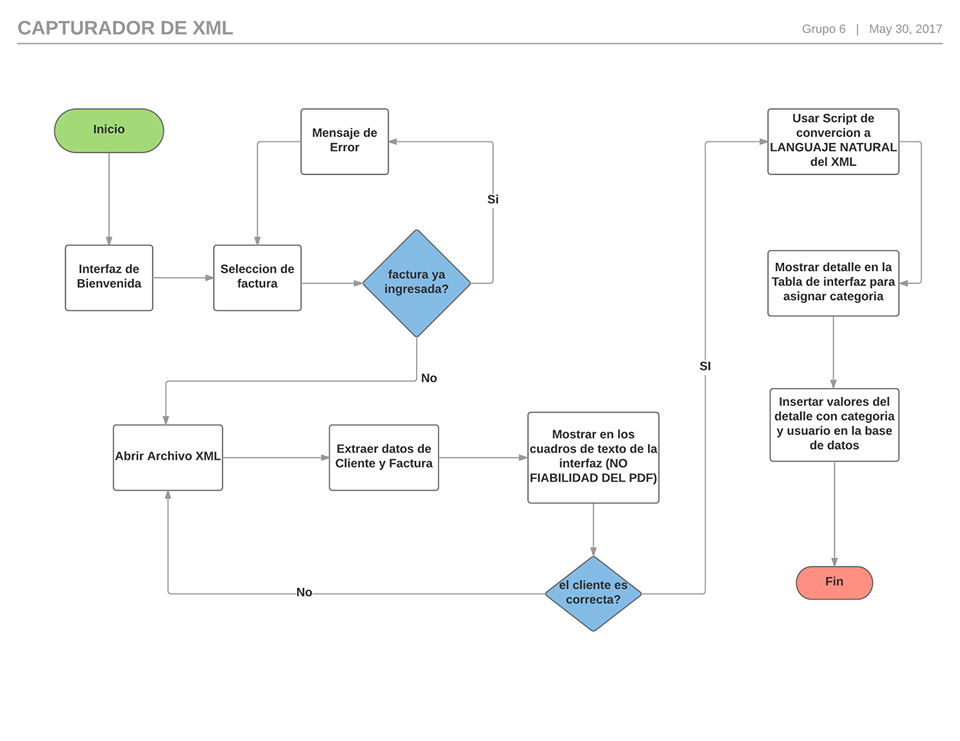 CAPTURADOR DE XML
Grupo 6 | May 30, 2017
Inicio
Mensaje de
Error
Usar Script de
convercion a
LANGUAJE NATURAL
del XML
Si
Interfaz de
Bienvenida
Seleccion de
factura
factura ya
ingresada?
Mostrar detalle en la
Tabla de interfaz para
asignar categoria
SI
No
Insertar valores del
detalle con categoria
y usuario en la base
de datos
Abrir Archivo XML
Extraer datos de
Cliente y Factura
Mostrar en los
cuadros de texto de la
interfaz (NO
FIABILIDAD DEL PDF)
No
el cliente es
correcta?
Fin